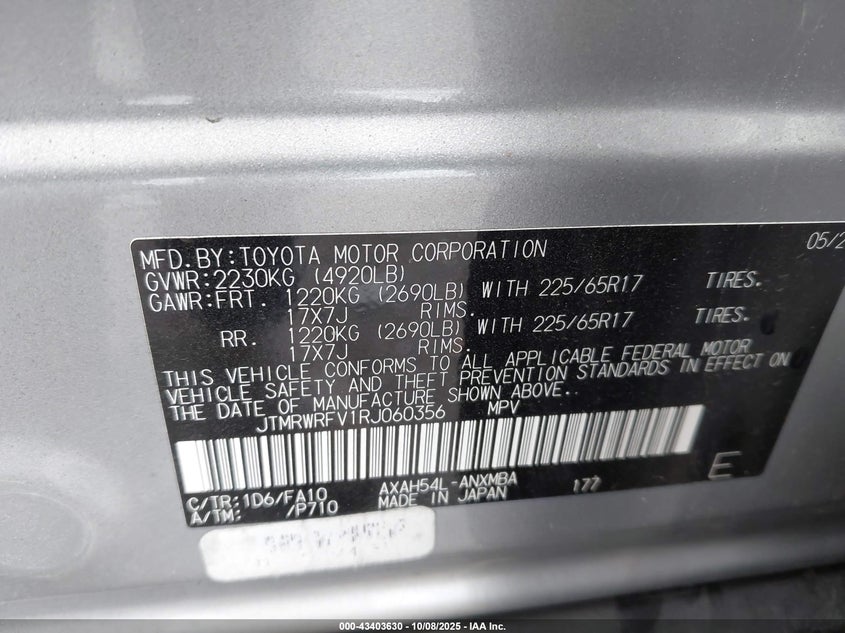 MFD.BY:TOYOTA MOTOR CORPORATION 05/2
GVWR:2230KG (4920LB)
GAWR:FRT. 1220KG (2690LB) WITH 225/65R17 TIRES.
17X7J RIMS.
RR. 1220KG (2690LB) WITH 225/65R17 TIRES.
17X7J RIMS.
THIS VEHICLE CONFORMS TO ALL APPLICABLE FEDERAL MOTOR
VEHICLE SAFETY AND THEFT PREVENTION STANDARDS IN EFFECT ON
THE DATE OF MANUFACTURE SHOWN ABOVE.
JTMRWRFV1RJ060356 MPV
C/TR:1D6/FA10 AXAH54L-ANXMBA 177 E
A/TM: /P710 MADE IN JAPAN
000-43403630 - 10/08/2025 - IAA Inc.